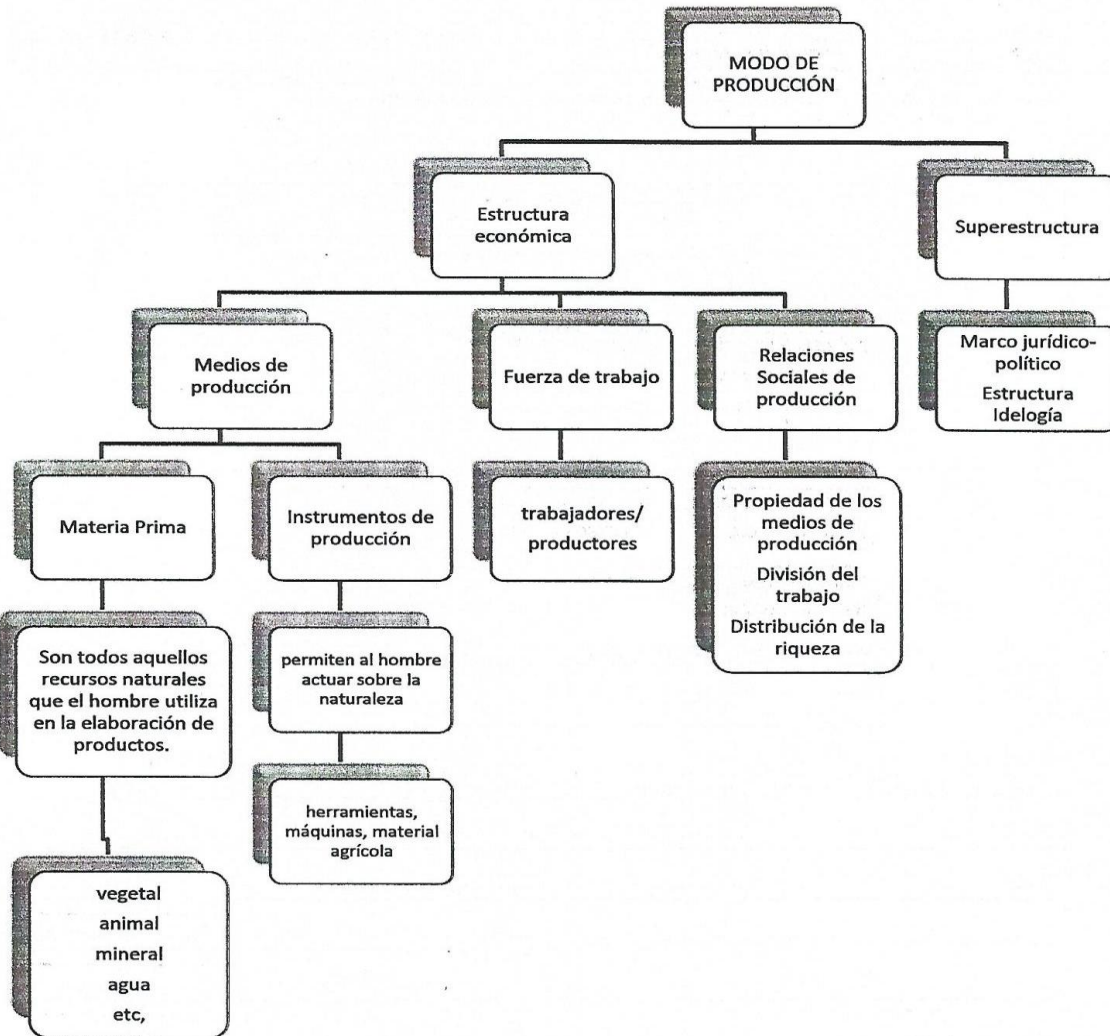 MODO DE
PRODUCCIÓN
Estructura
económica
Superestructura
Medios de
producción
Fuerza de trabajo
Relaciones
Sociales de
producción
Marco jurídico-
político
Estructura
Idelogía
Materia Prima
Instrumentos de
producción
trabajadores/
productores
Propiedad de los
medios de
producción
División del
trabajo
Distribución de la
riqueza
Son todos aquellos
recursos naturales
que el hombre utiliza
en la elaboración de
productos.
permiten al hombre
actuar sobre la
naturaleza
herramientas,
máquinas, material
agrícola
vegetal
animal
mineral
agua
etc,